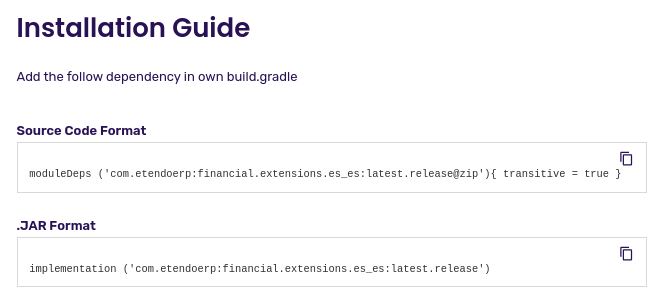 Installation Guide
Add the follow dependency in own build.gradle
Source Code Format
moduleDeps ('com.etendoerp:financial.extensions.es_es:latest.release@zip'){ transitive = true }
.JAR Format
implementation ('com.etendoerp:financial.extensions.es_es:latest.release')